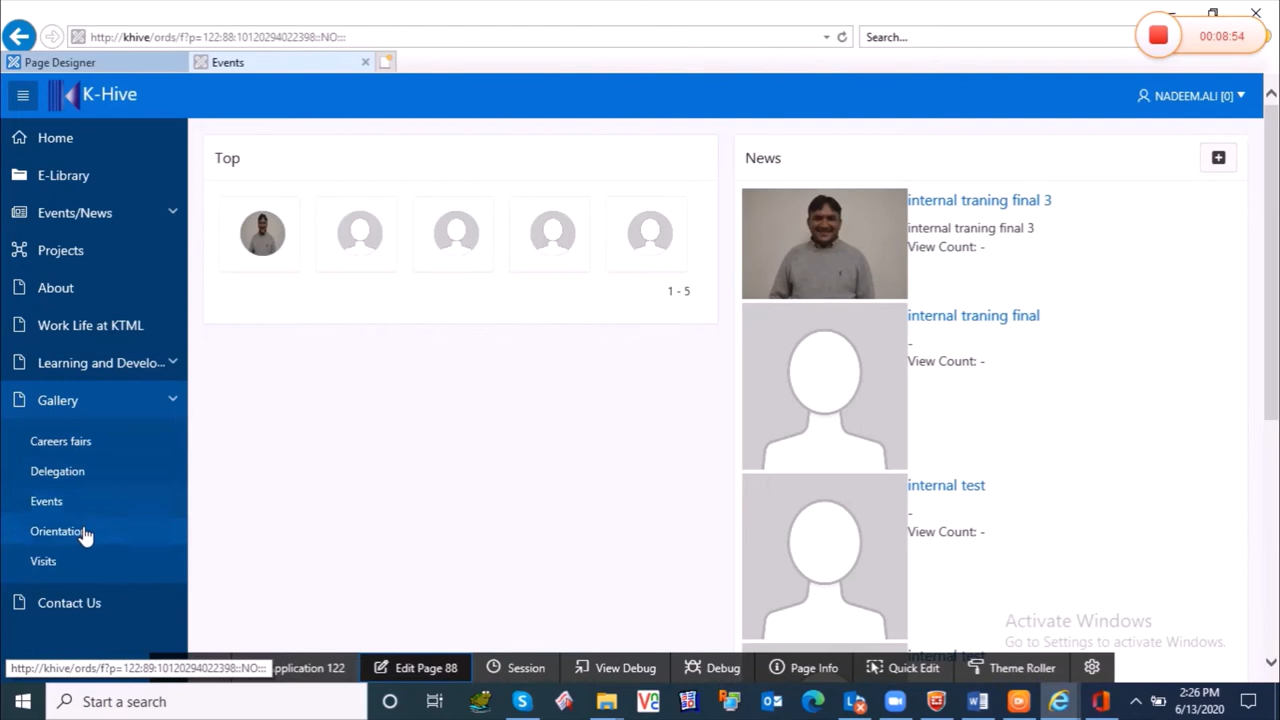 http://khive/ords/f?p=122:88:10120294022398::NO:::
Search...
00:08:54
Page Designer
Events
K-Hive
NADEEM.ALI [0]
Home
E-Library
Events/News
Projects
About
Work Life at KTML
Learning and Develo...
Gallery
Careers fairs
Delegation
Events
Orientation
Visits
Contact Us
Top
1 - 5
News
internal traning final 3
internal traning final 3
View Count: -
internal traning final
-
View Count: -
internal test
-
View Count: -
internal test
Activate Windows
Go to Settings to activate Windows.
http://khive/ords/f?p=122:89:10120294022398::NO:::
pplication 122
Edit Page 88
Session
View Debug
Debug
Page Info
Quick Edit
Theme Roller
Start a search
2:26 PM
6/13/2020